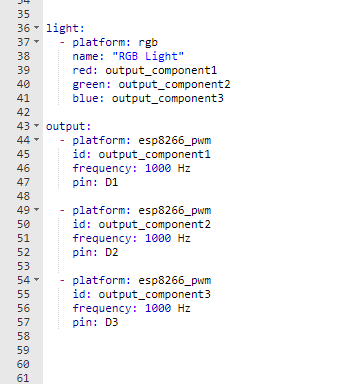 34
35
36 light:
37 - platform: rgb
38 name: "RGB Light"
39 red: output_component1
40 green: output_component2
41 blue: output_component3
42
43 output:
44 - platform: esp8266_pwm
45 id: output_component1
46 frequency: 1000 Hz
47 pin: D1
48
49 - platform: esp8266_pwm
50 id: output_component2
51 frequency: 1000 Hz
52 pin: D2
53
54 - platform: esp8266_pwm
55 id: output_component3
56 frequency: 1000 Hz
57 pin: D3
58
59
60
61